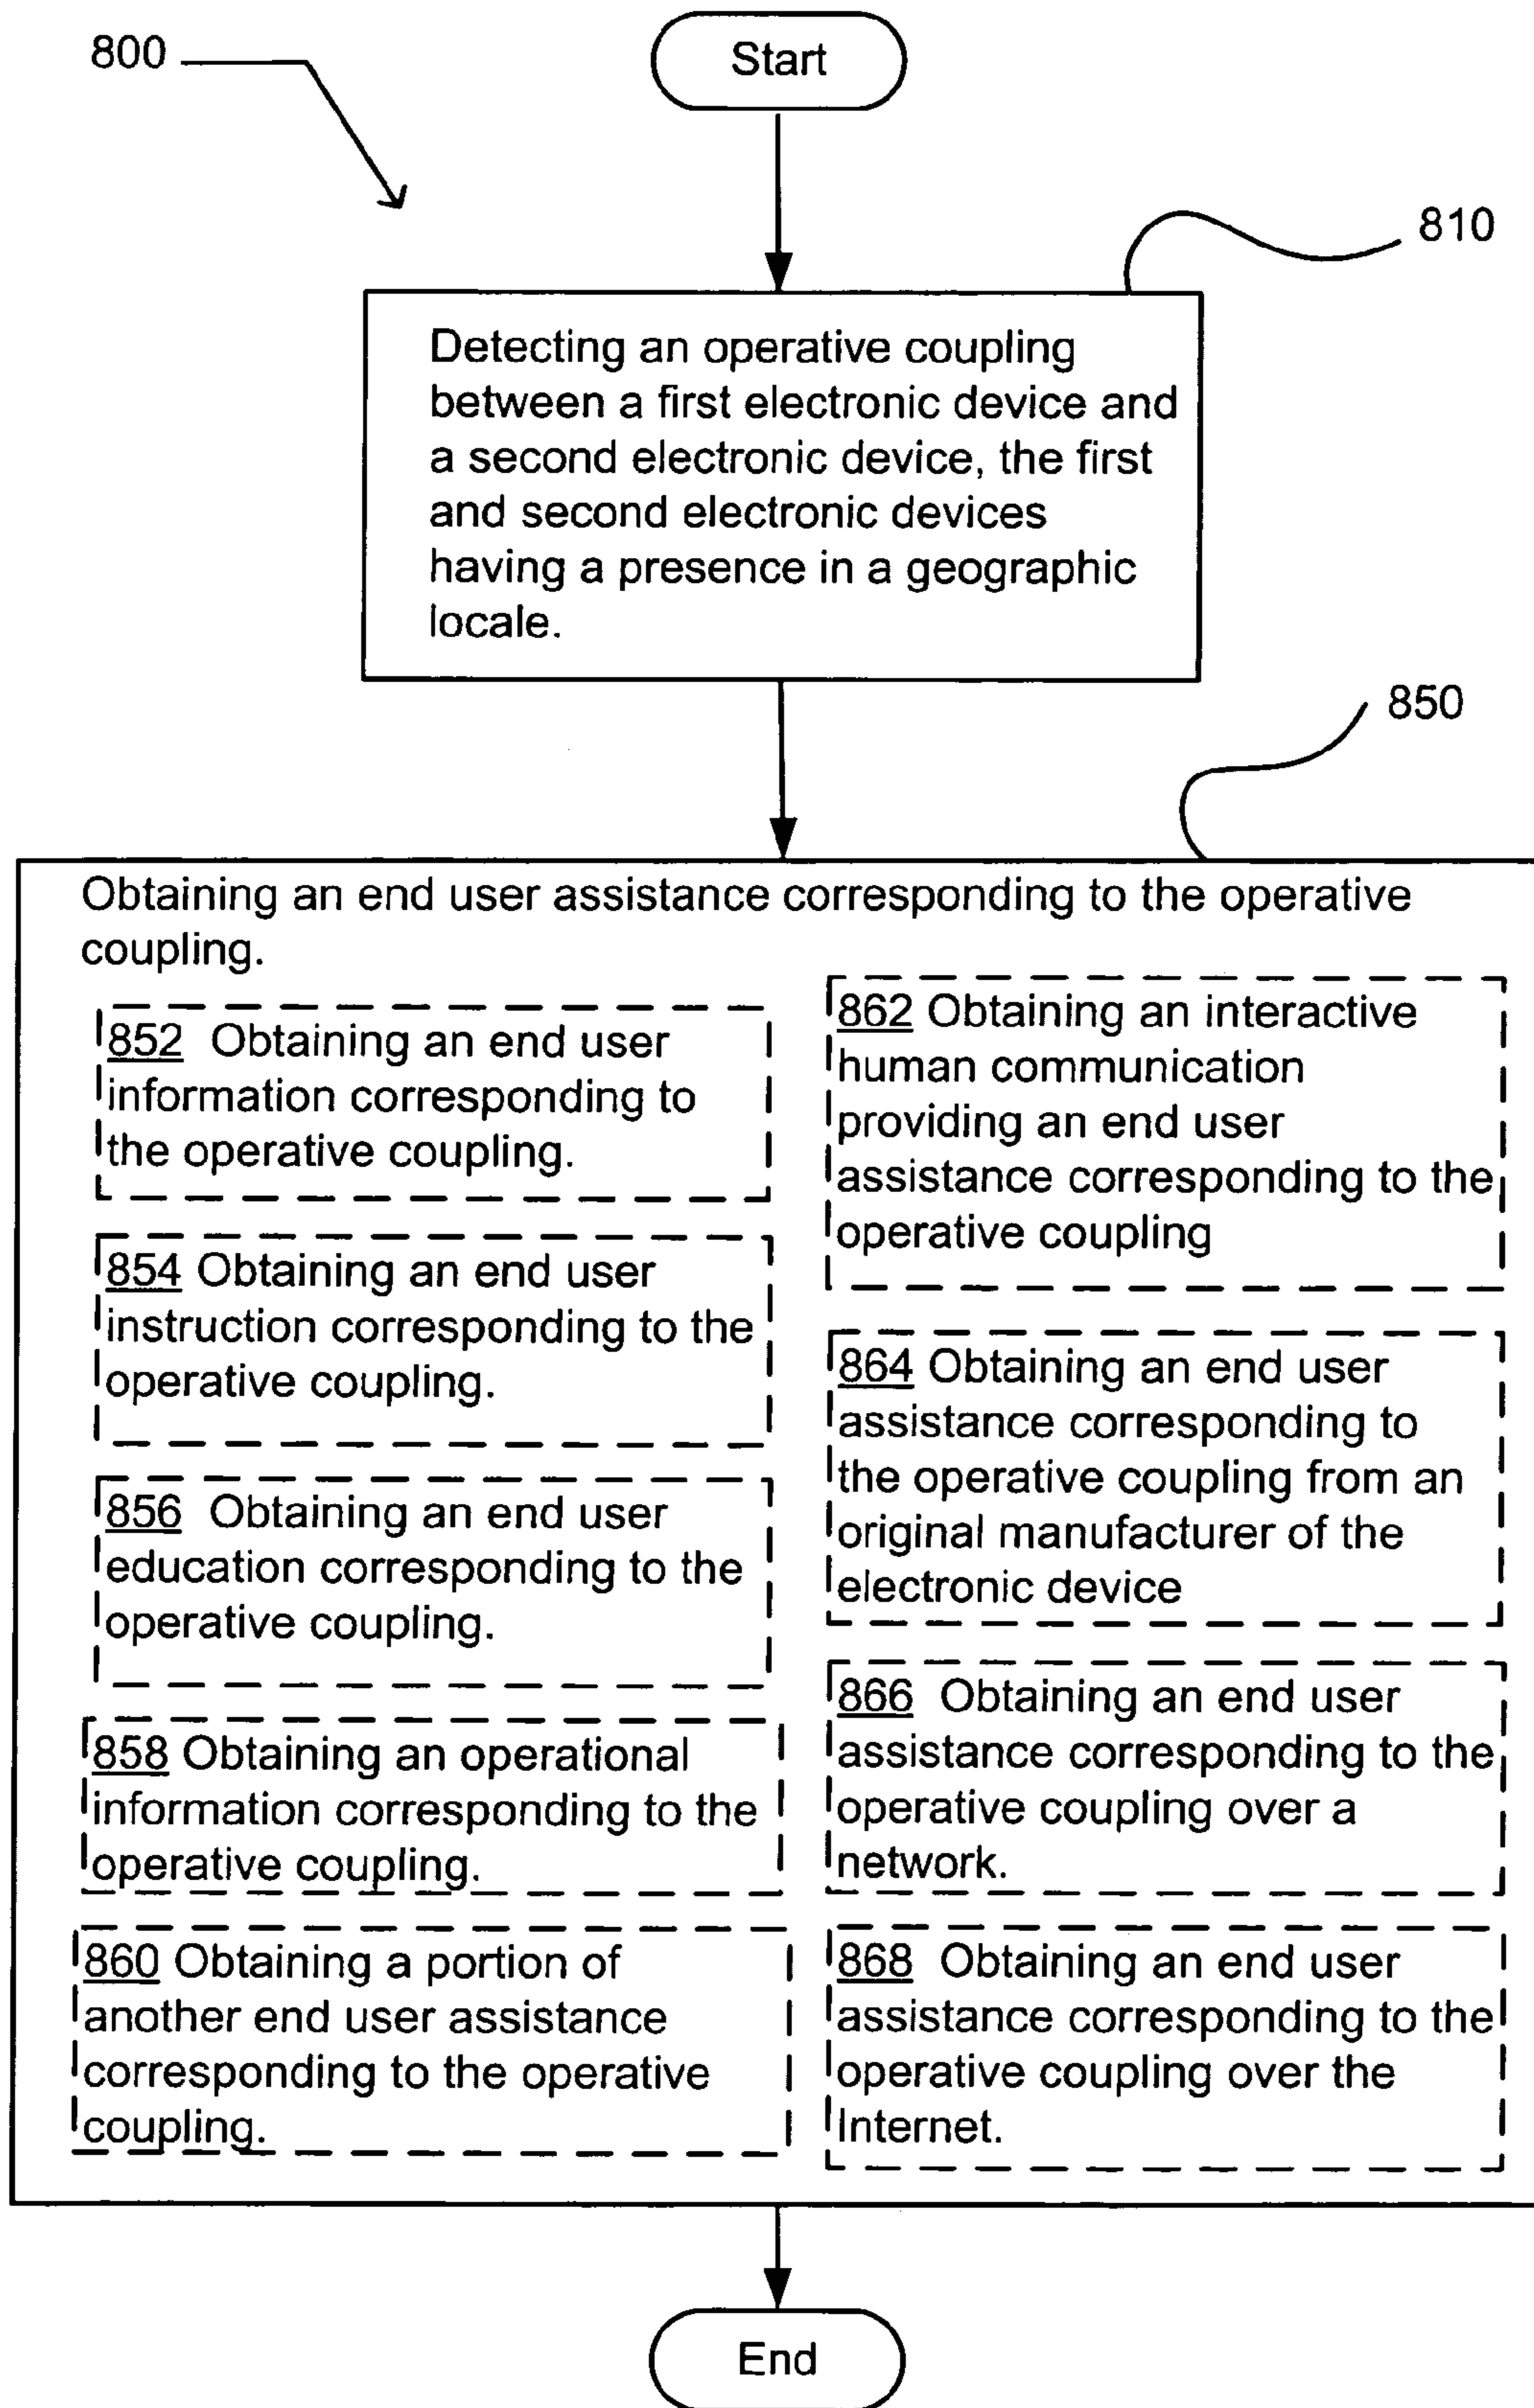 800
Start
810
Detecting an operative coupling
between a first electronic device and
a second electronic device, the first
and second electronic devices
having a presence in a geographic
locale.
850
Obtaining an end user assistance corresponding to the operative
coupling.
852 Obtaining an end user
information corresponding to
the operative coupling.
854 Obtaining an end user
instruction corresponding to the
operative coupling.
856 Obtaining an end user
education corresponding to the
operative coupling.
858 Obtaining an operational
information corresponding to the
operative coupling.
860 Obtaining a portion of
another end user assistance
corresponding to the operative
coupling.
862 Obtaining an interactive
human communication
providing an end user
assistance corresponding to the
operative coupling
864 Obtaining an end user
assistance corresponding to
the operative coupling from an
original manufacturer of the
electronic device
866 Obtaining an end user
assistance corresponding to the
operative coupling over a
network.
868 Obtaining an end user
assistance corresponding to the
operative coupling over the
Internet.
End